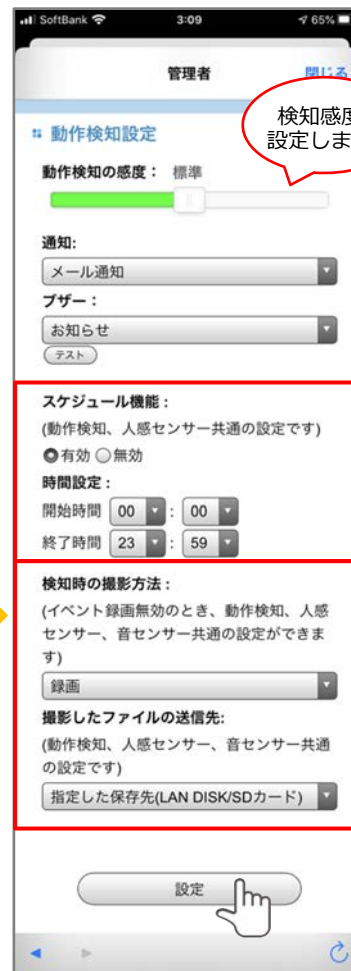 SoftBank 3:09 65%
管理者 閉じる
検知感度
設定しま
動作検知設定
動作検知の感度： 標準
通知:
メール通知
ブザー：
お知らせ
テスト
スケジュール機能：
(動作検知、人感センサー共通の設定です)
有効 無効
時間設定：
開始時間 00 : 00
終了時間 23 : 59
検知時の撮影方法：
(イベント録画無効のとき、動作検知、人感
センサー、音センサー共通の設定ができま
す)
録画
撮影したファイルの送信先:
(動作検知、人感センサー、音センサー共通
の設定です)
指定した保存先(LAN DISK/SDカード)
設定